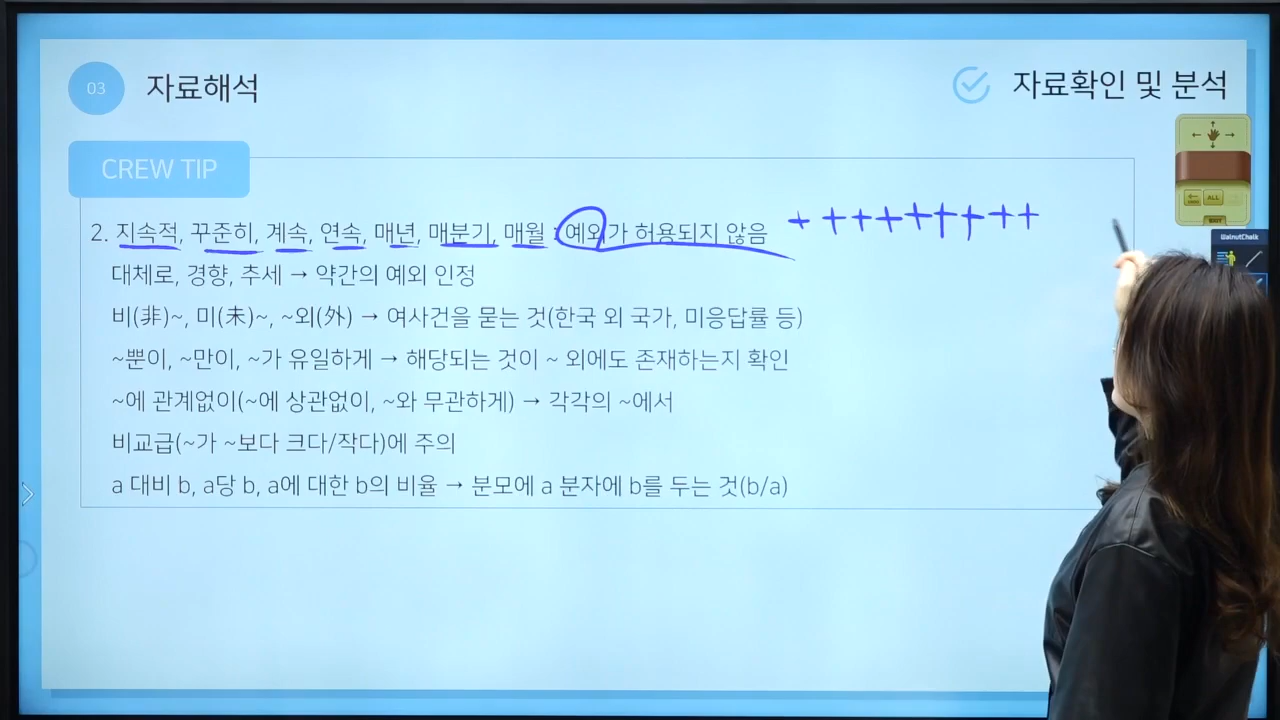 03 자료해석
자료확인 및 분석
CREW TIP
2. 지속적, 꾸준히, 계속, 연속, 매년, 매분기, 매월 : 예외가 허용되지 않음 + + + + + + + + +
대체로, 경향, 추세 → 약간의 예외 인정
비(非)~, 미(未)~, ~외(外) → 여사건을 묻는 것(한국 외 국가, 미응답률 등)
~뿐이, ~만이, ~가 유일하게 → 해당되는 것이 ~ 외에도 존재하는지 확인
~에 관계없이(~에 상관없이, ~와 무관하게) → 각각의 ~에서
비교급(~가 ~보다 크다/작다)에 주의
a 대비 b, a당 b, a에 대한 b의 비율 → 분모에 a 분자에 b를 두는 것(b/a)
ALL
EXIT
WalnutChalk